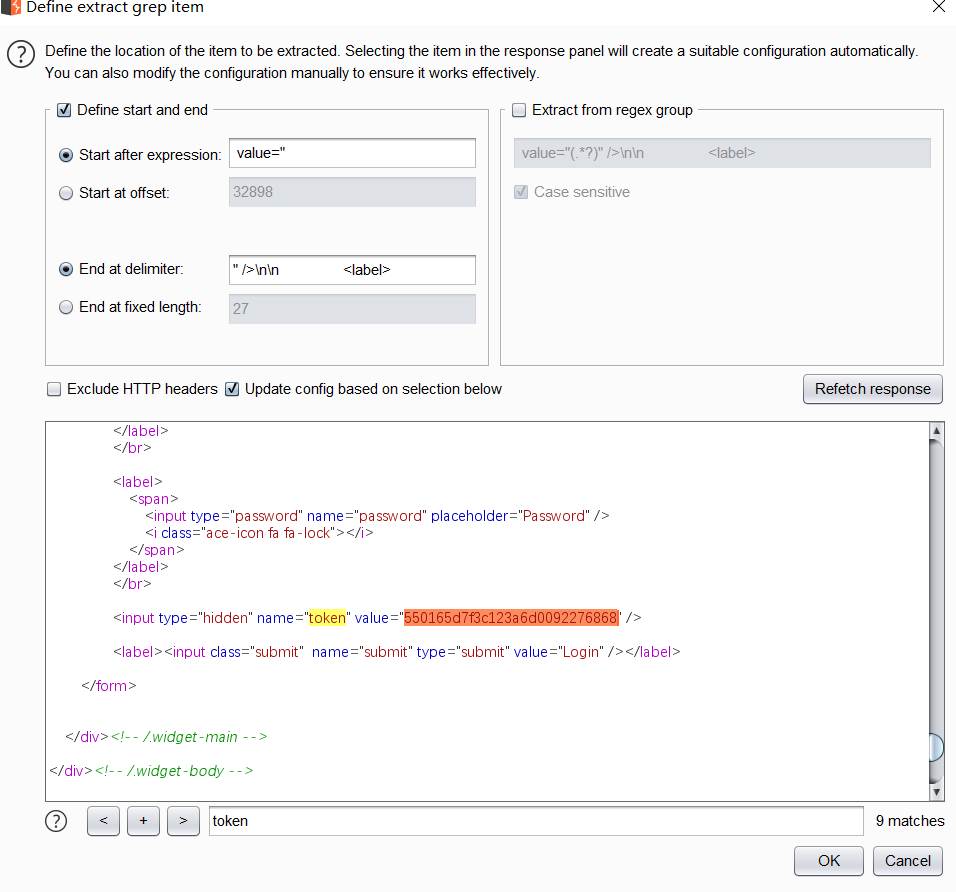 Define extract grep item
Define the location of the item to be extracted. Selecting the item in the response panel will create a suitable configuration automatically.
You can also modify the configuration manually to ensure it works effectively.
Define start and end
Start after expression: value="
Start at offset: 32898
End at delimiter: " />\n\n <label>
End at fixed length: 27
Extract from regex group
value="(.*?)" />\n\n <label>
Case sensitive
Exclude HTTP headers Update config based on selection below Refetch response
</label>
</br>
<label>
<span>
<input type="password" name="password" placeholder="Password" />
<i class="ace-icon fa fa-lock"></i>
</span>
</label>
</br>
<input type="hidden" name="token" value="550165d7f3c123a6d0092276868" />
<label><input class="submit" name="submit" type="submit" value="Login" /></label>
</form>
</div><!-- /.widget-main -->
</div><!-- /.widget-body -->
? < + > token 9 matches
OK Cancel